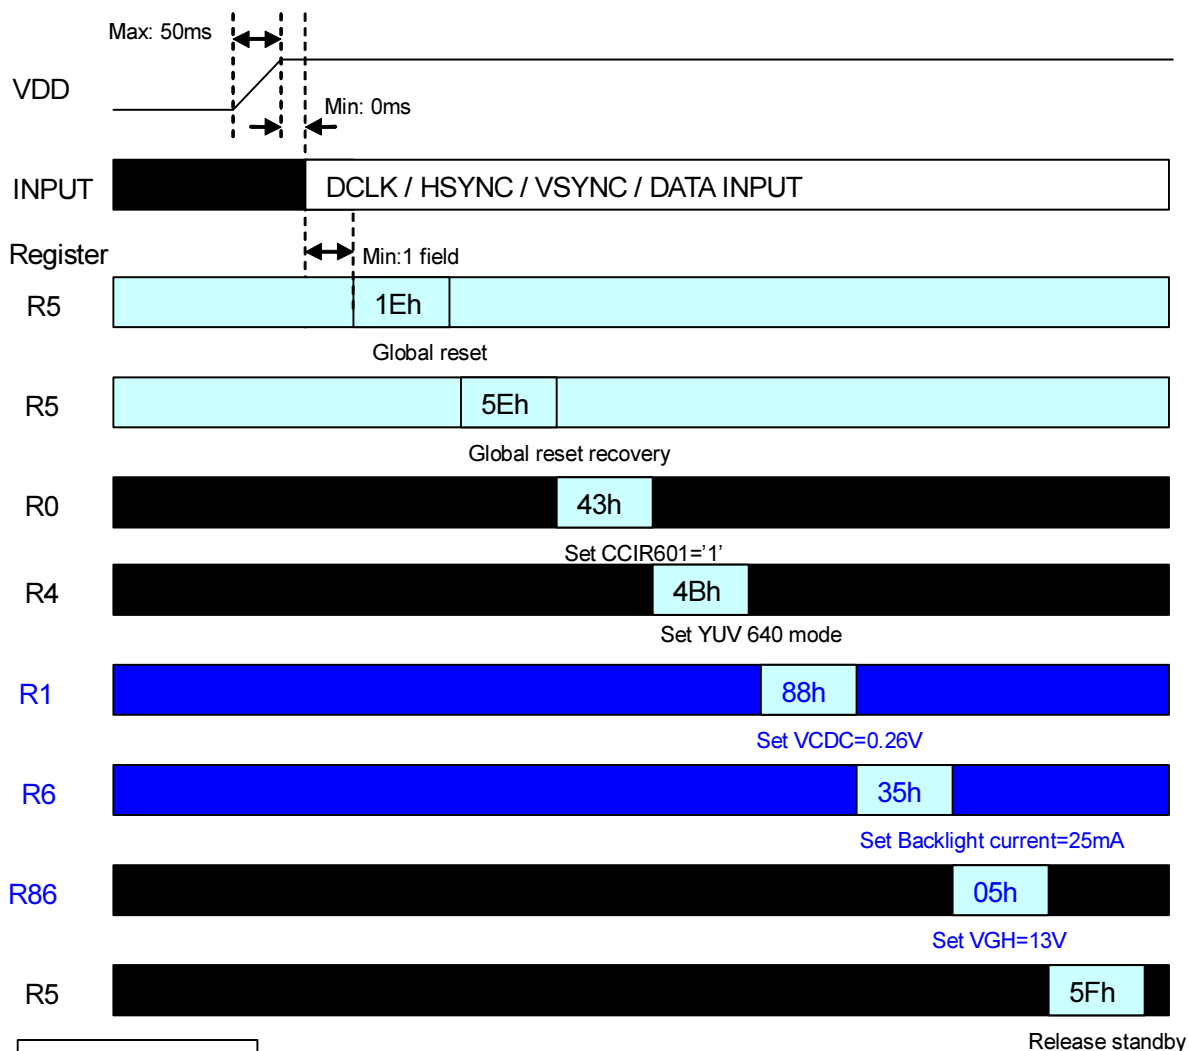 Max: 50ms
VDD
Min: 0ms
INPUT DCLK / HSYNC / VSYNC / DATA INPUT
Register
Min:1 field
R5 1Eh
Global reset
R5 5Eh
Global reset recovery
R0 43h
Set CCIR601='1'
R4 4Bh
Set YUV 640 mode
R1 88h
Set VCDC=0.26V
R6 35h
Set Backlight current=25mA
R86 05h
Set VGH=13V
R5 5Fh
Release standby